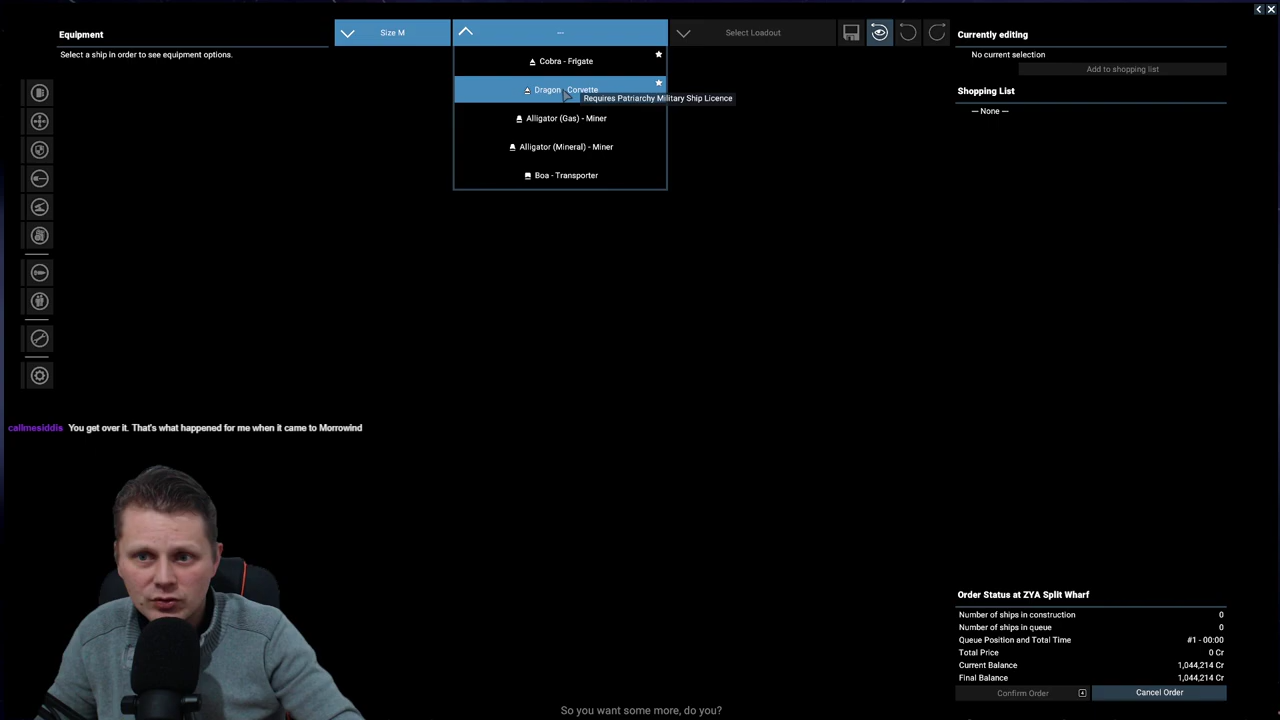 Equipment
Select a ship in order to see equipment options.
Size M
---
Select Loadout
Cobra - Frigate
Dragon - Corvette
Requires Patriarchy Military Ship Licence
Alligator (Gas) - Miner
Alligator (Mineral) - Miner
Boa - Transporter
Currently editing
No current selection
Add to shopping list
Shopping List
--- None ---
callmesiddis You get over it. That's what happened for me when it came to Morrowind
Order Status at ZYA Split Wharf
Number of ships in construction 0
Number of ships in queue 0
Queue Position and Total Time #1 - 00:00
Total Price 0 Cr
Current Balance 1,044,214 Cr
Final Balance 1,044,214 Cr
Confirm Order
Cancel Order
So you want some more, do you?